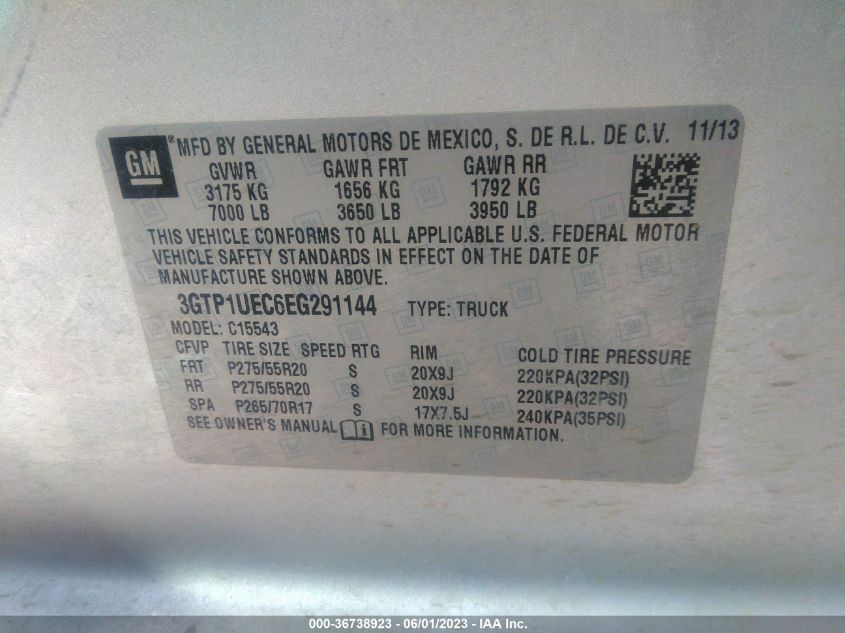 GM ® MFD BY GENERAL MOTORS DE MEXICO, S. DE R.L. DE C.V. 11/13
GVWR GAWR FRT GAWR RR
3175 KG 1656 KG 1792 KG
7000 LB 3650 LB 3950 LB
THIS VEHICLE CONFORMS TO ALL APPLICABLE U.S. FEDERAL MOTOR
VEHICLE SAFETY STANDARDS IN EFFECT ON THE DATE OF
MANUFACTURE SHOWN ABOVE.
3GTP1UEC6EG291144 TYPE: TRUCK
MODEL: C15543
CFVP TIRE SIZE SPEED RTG RIM COLD TIRE PRESSURE
FRT P275/55R20 S 20X9J 220KPA(32PSI)
RR P275/55R20 S 20X9J 220KPA(32PSI)
SPA P265/70R17 S 17X7.5J 240KPA(35PSI)
SEE OWNER'S MANUAL FOR MORE INFORMATION.
000-36738923 - 06/01/2023 - IAA Inc.